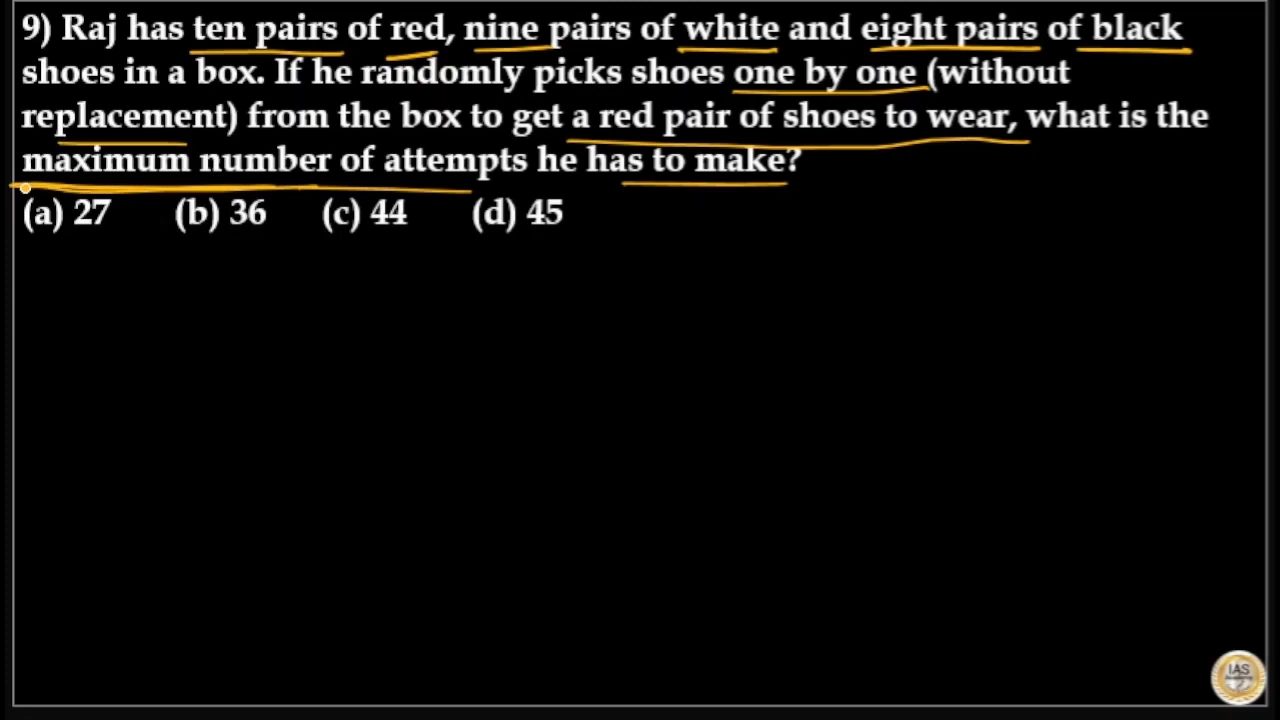 9) Raj has ten pairs of red, nine pairs of white and eight pairs of black
shoes in a box. If he randomly picks shoes one by one (without
replacement) from the box to get a red pair of shoes to wear, what is the
maximum number of attempts he has to make?
(a) 27 (b) 36 (c) 44 (d) 45
IAS